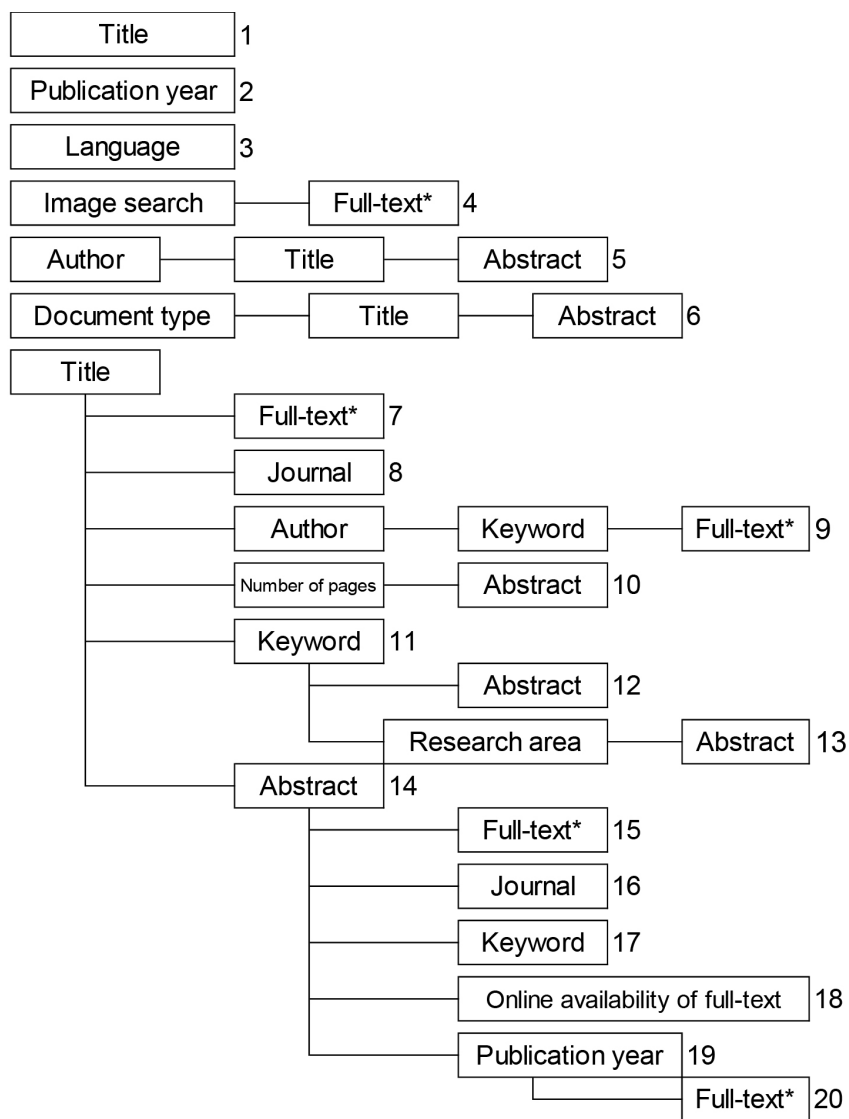 Title 1
Publication year 2
Language 3
Image search Full-text* 4
Author Title Abstract 5
Document type Title Abstract 6
Title
Full-text* 7
Journal 8
Author Keyword Full-text* 9
Number of pages Abstract 10
Keyword 11
Abstract 12
Research area Abstract 13
Abstract 14
Full-text* 15
Journal 16
Keyword 17
Online availability of full-text 18
Publication year 19
Full-text* 20